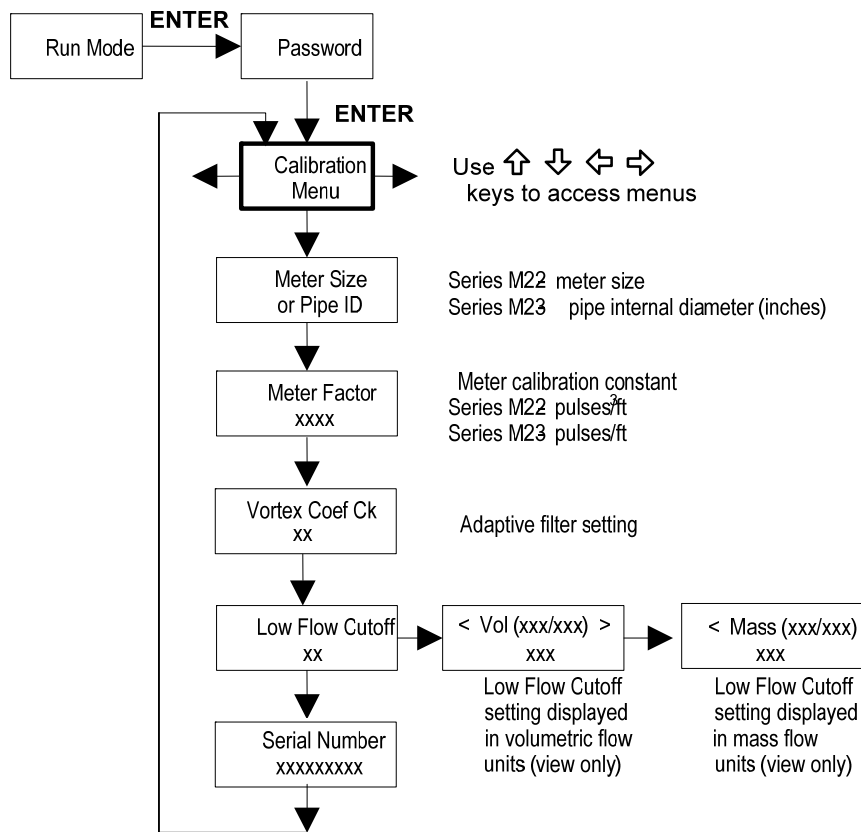 ENTER
Run Mode
Password
ENTER
Calibration
Menu
Use ⇧ ⇩ ⇦ ⇨
keys to access menus
Meter Size
or Pipe ID
Series M22- meter size
Series M23- pipe internal diameter (inches)
Meter Factor
xxxx
Meter calibration constant
Series M22- pulses/ft³
Series M23- pulses/ft
Vortex Coef Ck
xx
Adaptive filter setting
Low Flow Cutoff
xx
< Vol (xxx/xxx) >
xxx
< Mass (xxx/xxx)
xxx
Low Flow Cutoff
setting displayed
in volumetric flow
units (view only)
Low Flow Cutoff
setting displayed
in mass flow
units (view only)
Serial Number
xxxxxxxxx